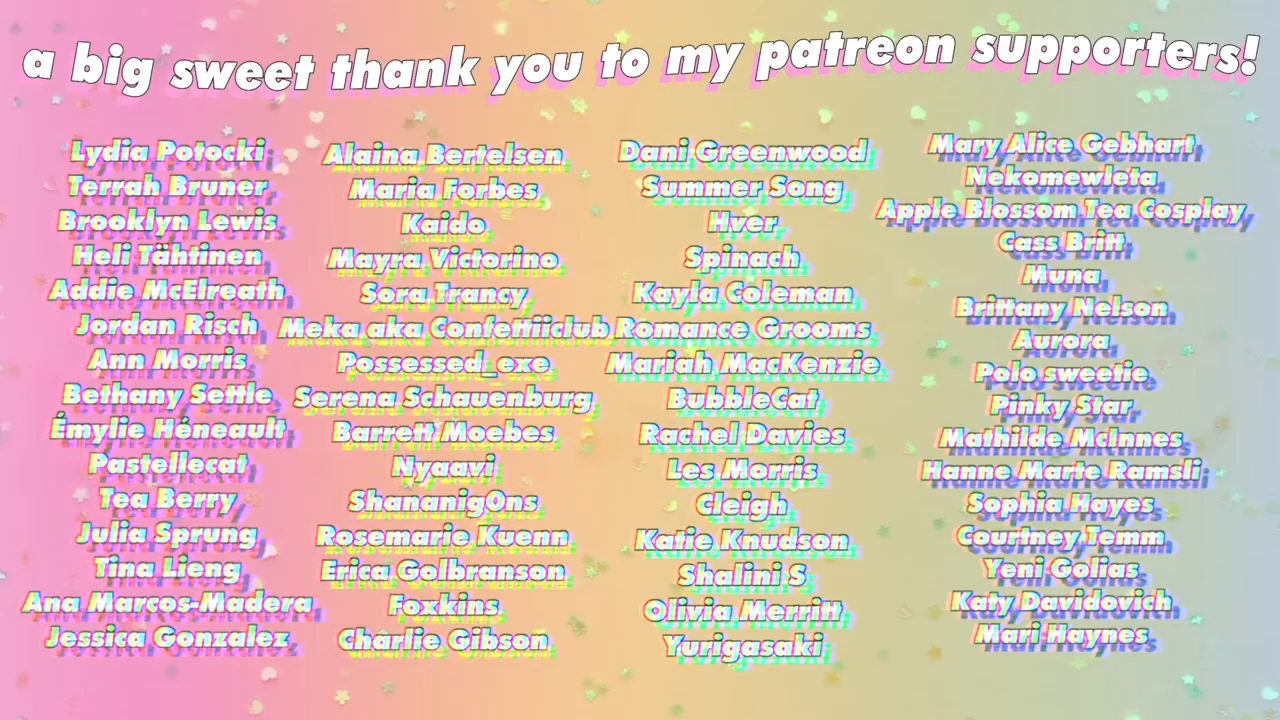 a big sweet thank you to my patreon supporters!
Lydia Potocki
Terrah Bruner
Brooklyn Lewis
Heli Tähtinen
Addie McElreath
Jordan Risch
Ann Morris
Bethany Settle
Émylie Héneault
Pastellecat
Tea Berry
Julia Sprung
Tina Lieng
Ana Marcos-Madera
Jessica Gonzalez
Alaina Bertelsen
Maria Forbes
Kaido
Mayra Victorino
Sora Trancy
Meka aka Confettiiclub
Possessed_exe
Serena Schauenburg
Barrett Moebes
Nyaavi
Shananig0ns
Rosemarie Kuenn
Erica Golbranson
Foxkins
Charlie Gibson
Dani Greenwood
Summer Song
Hver
Spinach
Kayla Coleman
Romance Grooms
Mariah MacKenzie
BubbleCat
Rachel Davies
Les Morris
Cleigh
Katie Knudson
Shalini S
Olivia Merritt
Yurigasaki
Mary Alice Gebhart
Nekomewleta
Apple Blossom Tea Cosplay
Cass Britt
Muna
Brittany Nelson
Aurora
Polo sweetie
Pinky Star
Mathilde McInnes
Hanne Marte Ramsli
Sophia Hayes
Courtney Temm
Yeni Golias
Katy Davidovich
Mari Haynes